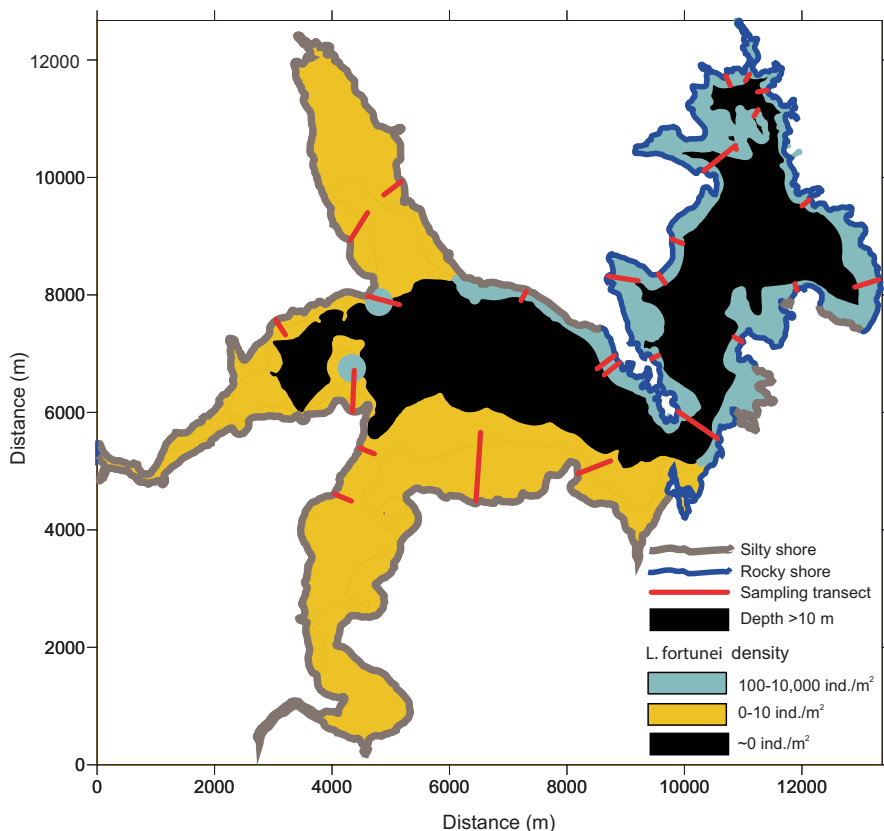 12000
10000
8000
6000
4000
2000
0
Distance (m)
0 2000 4000 6000 8000 10000 12000
Distance (m)
Silty shore
Rocky shore
Sampling transect
Depth >10 m
L. fortunei density
100-10,000 ind./m²
0-10 ind./m²
~0 ind./m²